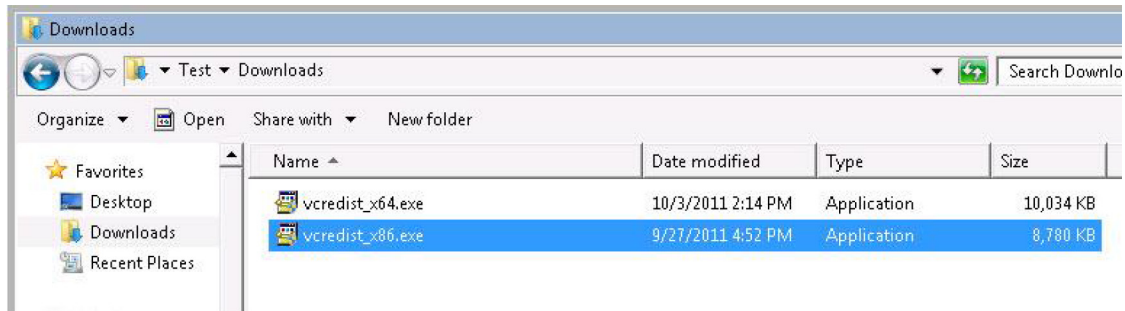 Downloads
Test Downloads
Search Downlo
Organize Open Share with New folder
Favorites
Desktop
Downloads
Recent Places
Name Date modified Type Size
vcredist_x64.exe 10/3/2011 2:14 PM Application 10,034 KB
vcredist_x86.exe 9/27/2011 4:52 PM Application 8,780 KB